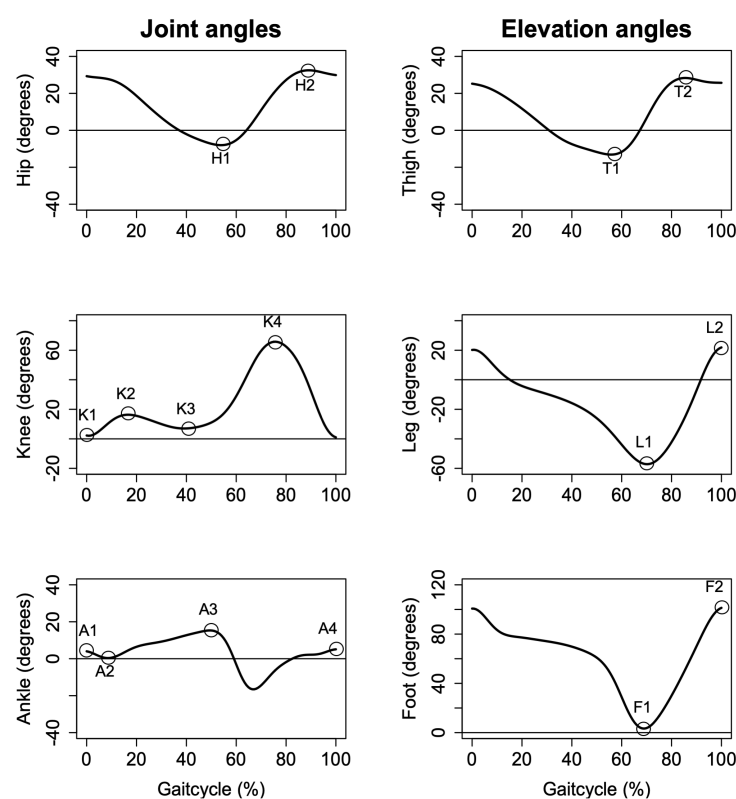 Joint angles
Elevation angles
Hip (degrees)
40
20
0
-40
H1
H2
0 20 40 60 80 100
Thigh (degrees)
40
20
0
-40
T1
T2
0 20 40 60 80 100
Knee (degrees)
60
20
-20
K1
K2
K3
K4
0 20 40 60 80 100
Leg (degrees)
20
-20
-60
L1
L2
0 20 40 60 80 100
Ankle (degrees)
40
20
0
-40
A1
A2
A3
A4
0 20 40 60 80 100
Gaitcycle (%)
Foot (degrees)
120
80
40
0
F1
F2
0 20 40 60 80 100
Gaitcycle (%)